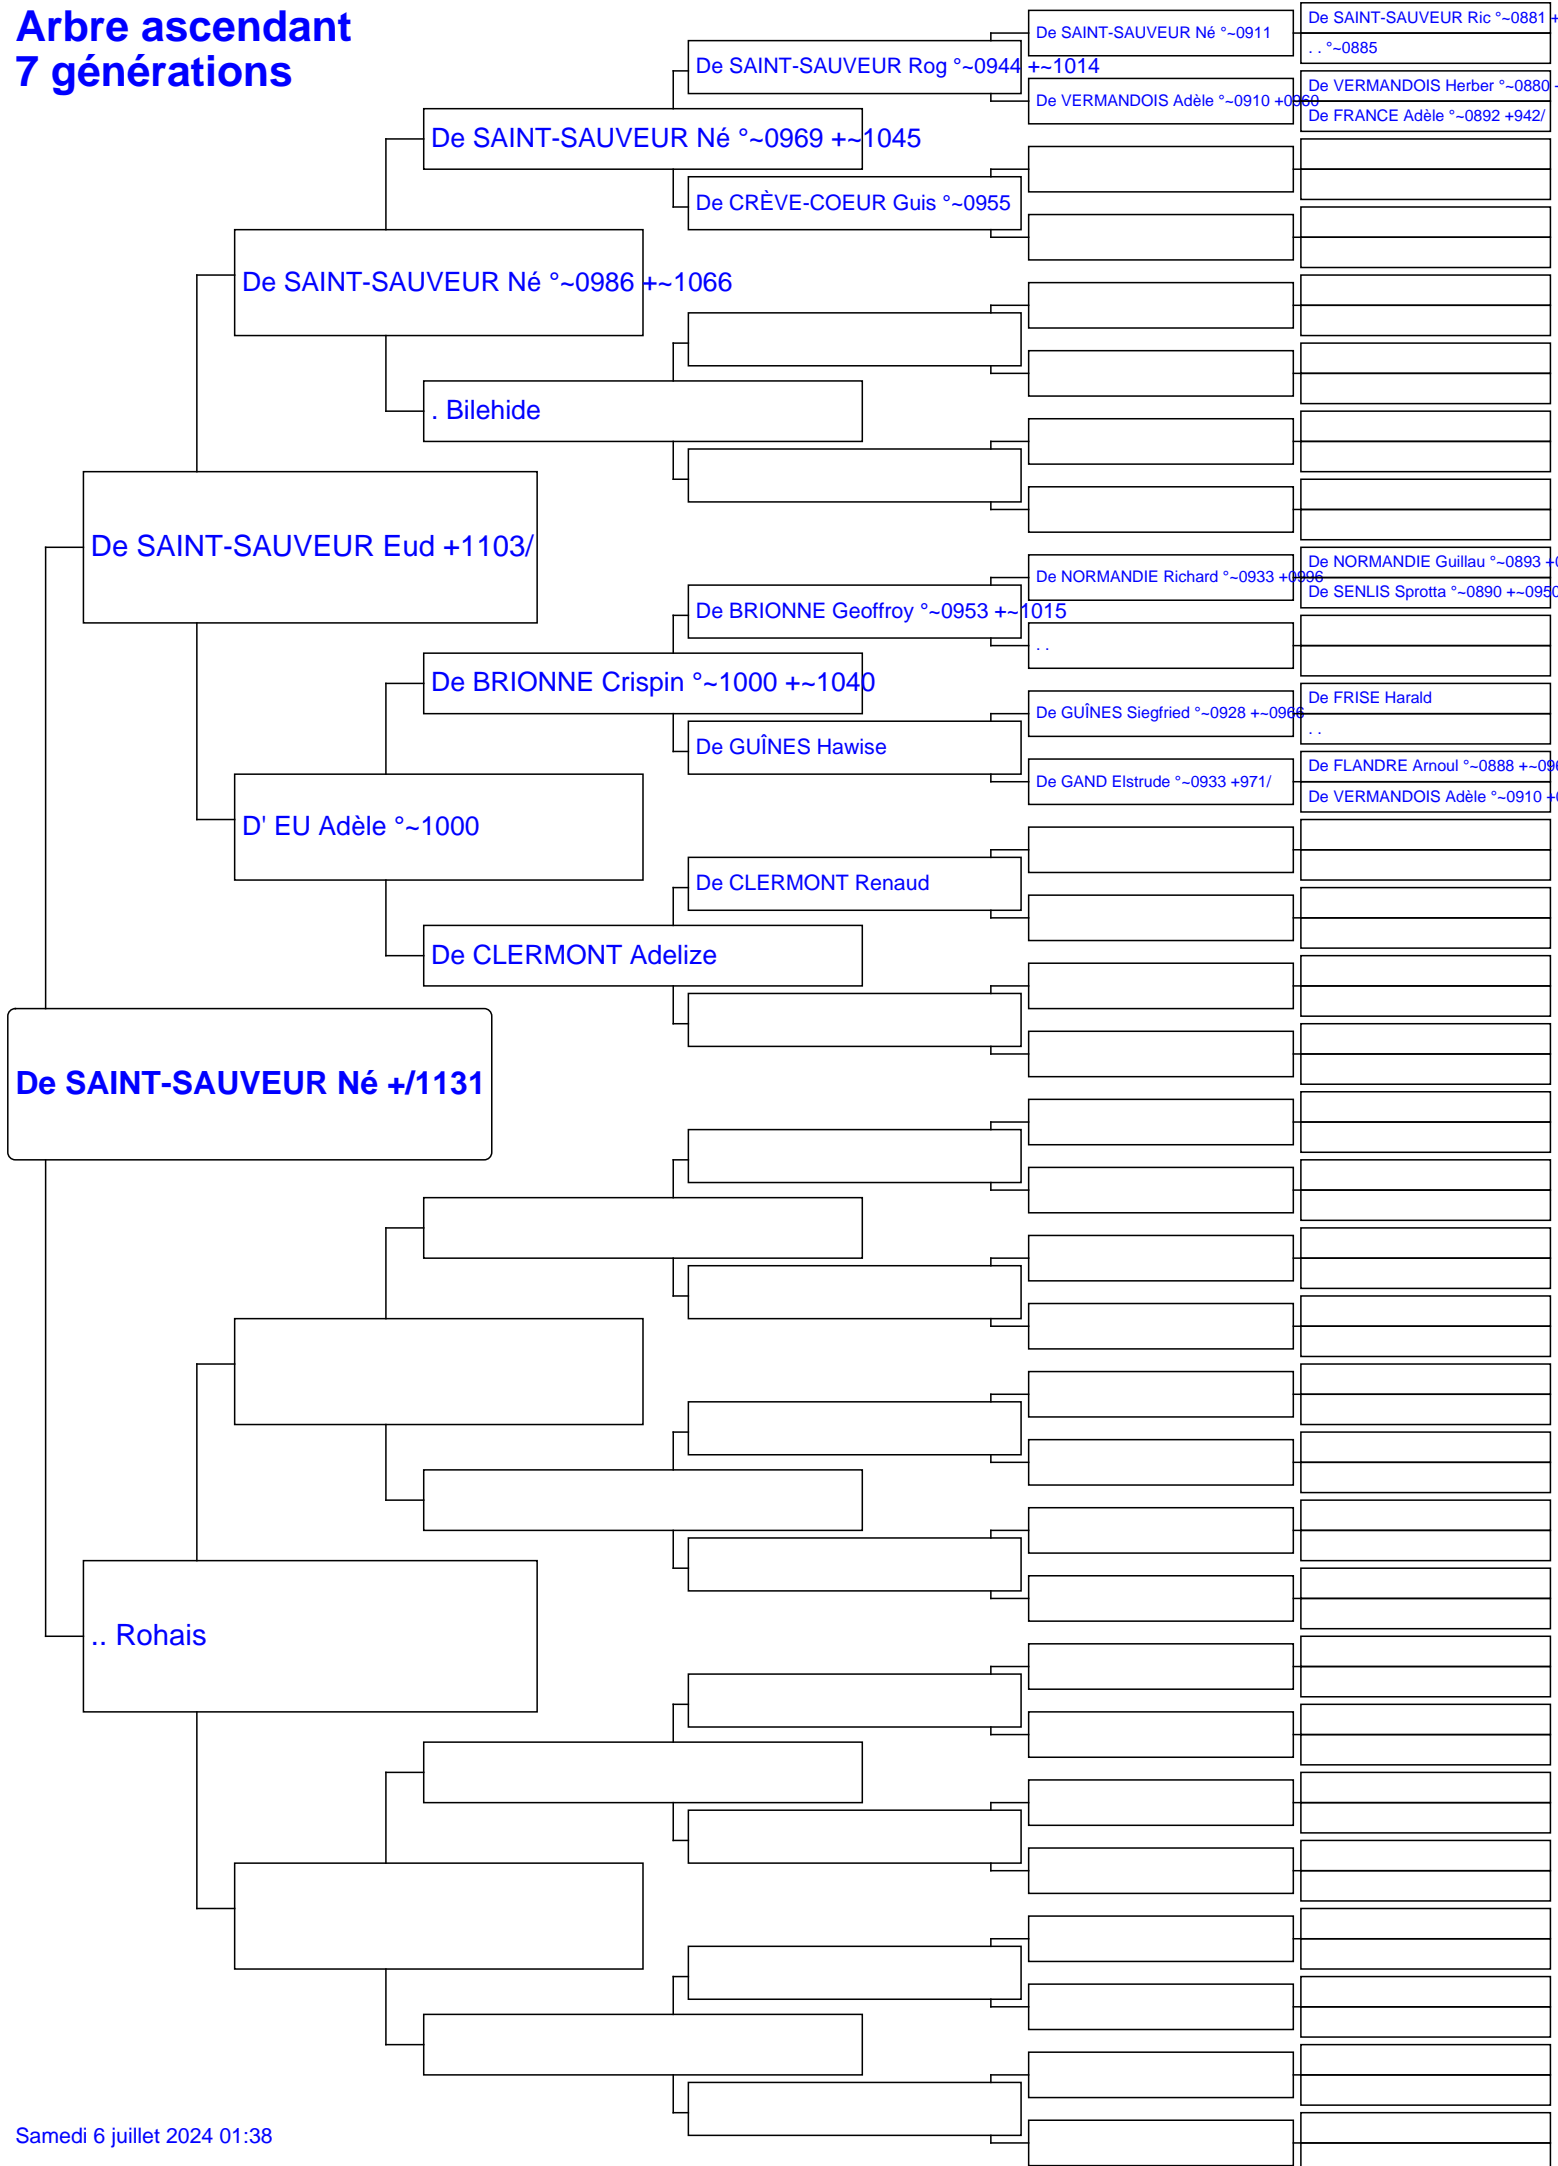 Arbre ascendant
7 générations
De SAINT-SAUVEUR Né +/1131
De SAINT-SAUVEUR Eud +1103/
.. Rohais
De SAINT-SAUVEUR Né °~0986 +~1066
D' EU Adèle °~1000
De SAINT-SAUVEUR Né °~0969 +~1045
. Bilehide
De BRIONNE Crispin °~1000 +~1040
De CLERMONT Adelize
De SAINT-SAUVEUR Rog °~0944 +~1014
De CRÈVE-COEUR Guis °~0955
De BRIONNE Geoffroy °~0953 +~1015
De GUÎNES Hawise
De CLERMONT Renaud
De SAINT-SAUVEUR Né °~0911
De VERMANDOIS Adèle °~0910 +0960
De NORMANDIE Richard °~0933 +0996
. .
De GUÎNES Siegfried °~0928 +~0966
De GAND Elstrude °~0933 +971/
De SAINT-SAUVEUR Ric °~0881 +
. . °~0885
De VERMANDOIS Herber °~0880
De FRANCE Adèle °~0892 +942/
De NORMANDIE Guillau °~0893
De SENLIS Sprotta °~0890 +~0950
De FRISE Harald
. .
De FLANDRE Arnoul °~0888
De VERMANDOIS Adèle °~0910
Samedi 6 juillet 2024 01:38